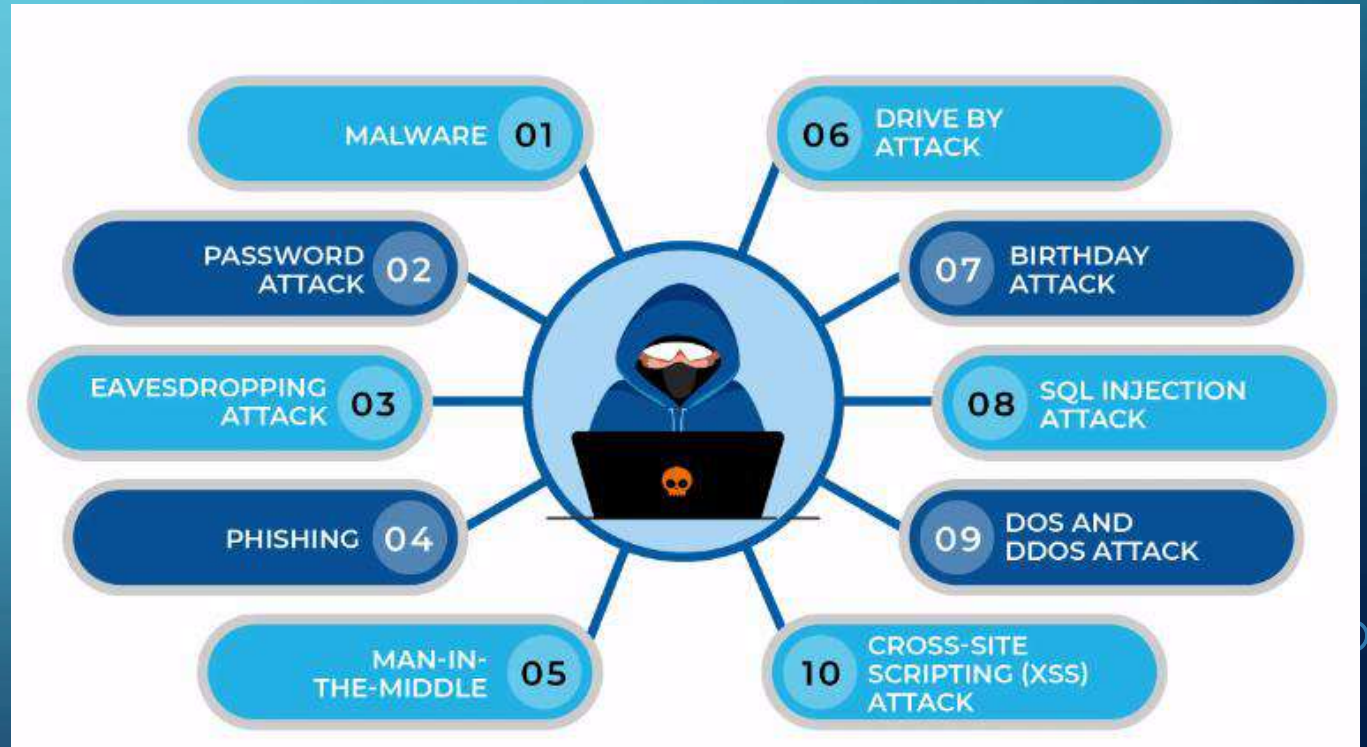 MALWARE 01
PASSWORD
ATTACK 02
EAVESDROPPING
ATTACK 03
PHISHING 04
MAN-IN-
THE-MIDDLE 05
06 DRIVE BY
ATTACK
07 BIRTHDAY
ATTACK
08 SQL INJECTION
ATTACK
09 DOS AND
DDOS ATTACK
10 CROSS-SITE
SCRIPTING (XSS)
ATTACK